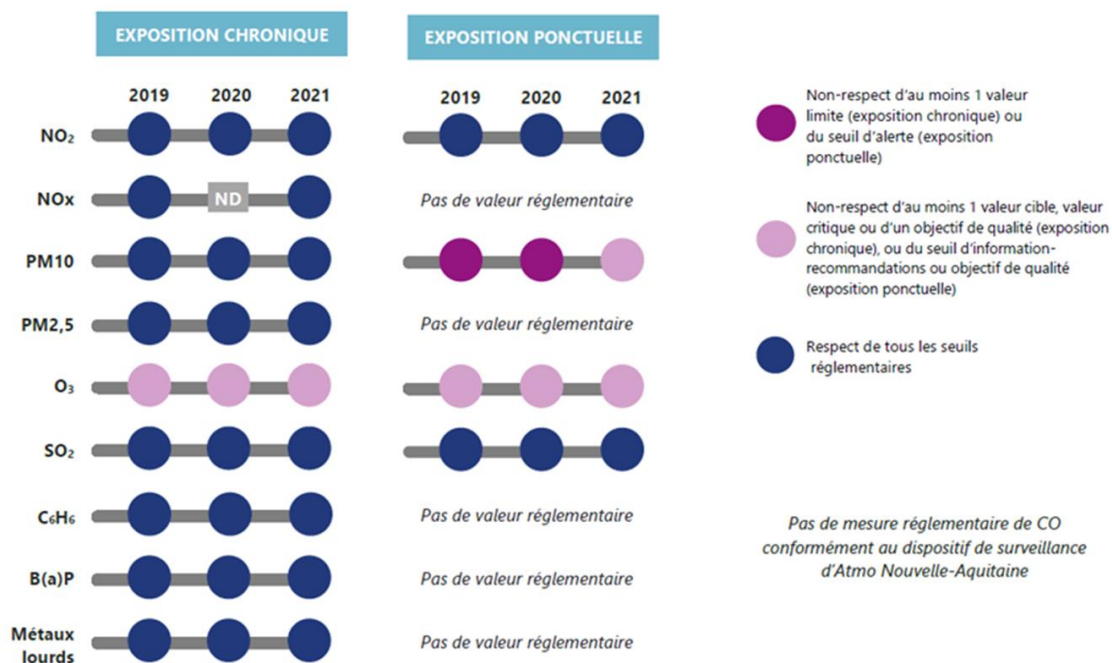 EXPOSITION CHRONIQUE
EXPOSITION PONCTUELLE
2019 2020 2021
2019 2020 2021
NO₂
NOx
ND
Pas de valeur réglementaire
PM10
PM2,5
Pas de valeur réglementaire
O₃
SO₂
C₆H₆
Pas de valeur réglementaire
B(a)P
Pas de valeur réglementaire
Métaux
lourds
Pas de valeur réglementaire
Non-respect d'au moins 1 valeur
limite (exposition chronique) ou
du seuil d'alerte (exposition
ponctuelle)
Non-respect d'au moins 1 valeur cible, valeur
critique ou d'un objectif de qualité (exposition
chronique), ou du seuil d'information-
recommandations ou objectif de qualité
(exposition ponctuelle)
Respect de tous les seuils
réglementaires
Pas de mesure réglementaire de CO
conformément au dispositif de surveillance
d'Atmo Nouvelle-Aquitaine